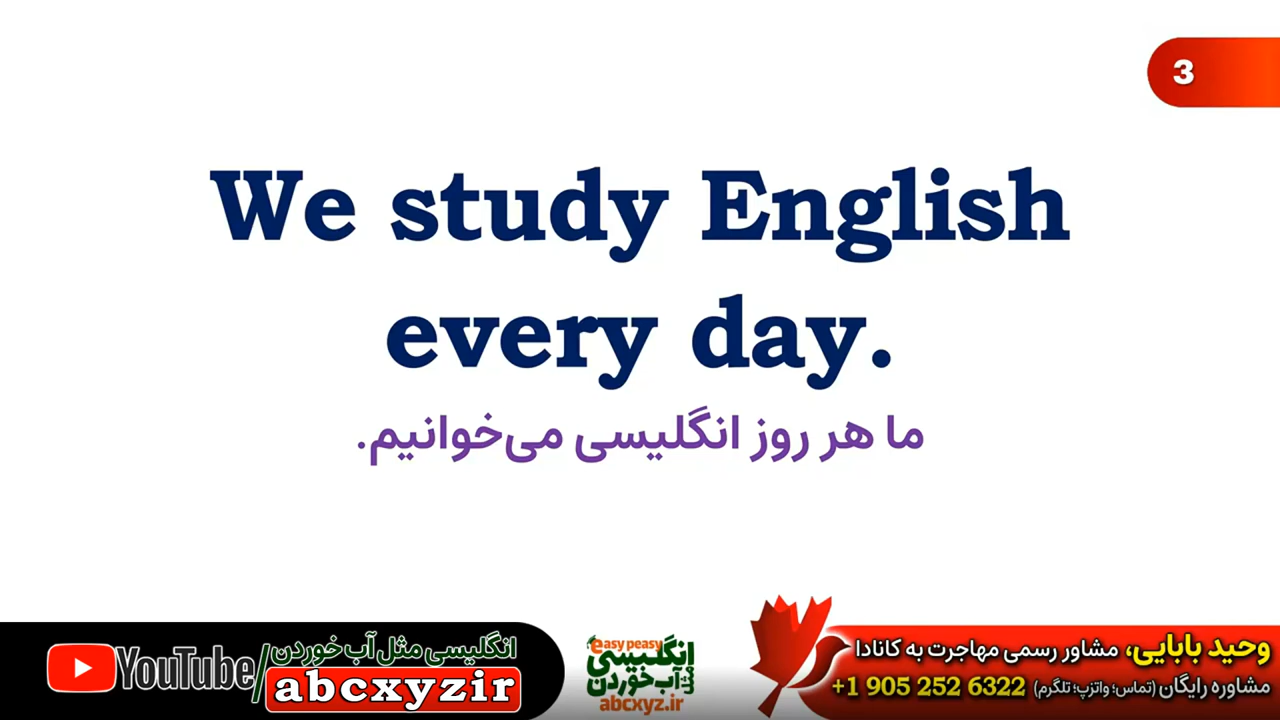 3
We study English
every day.
ما هر روز انگلیسی می‌خوانیم.
YouTube/انگلیسی مثل آب خوردن
abcxyzir
easy peasy
انگلیسی
مثل آب خوردن
abcxyz.ir
وحید بابایی، مشاور رسمی مهاجرت به کانادا
مشاوره رایگان (تماس؛ واتزپ؛ تلگرم) +1 905 252 6322